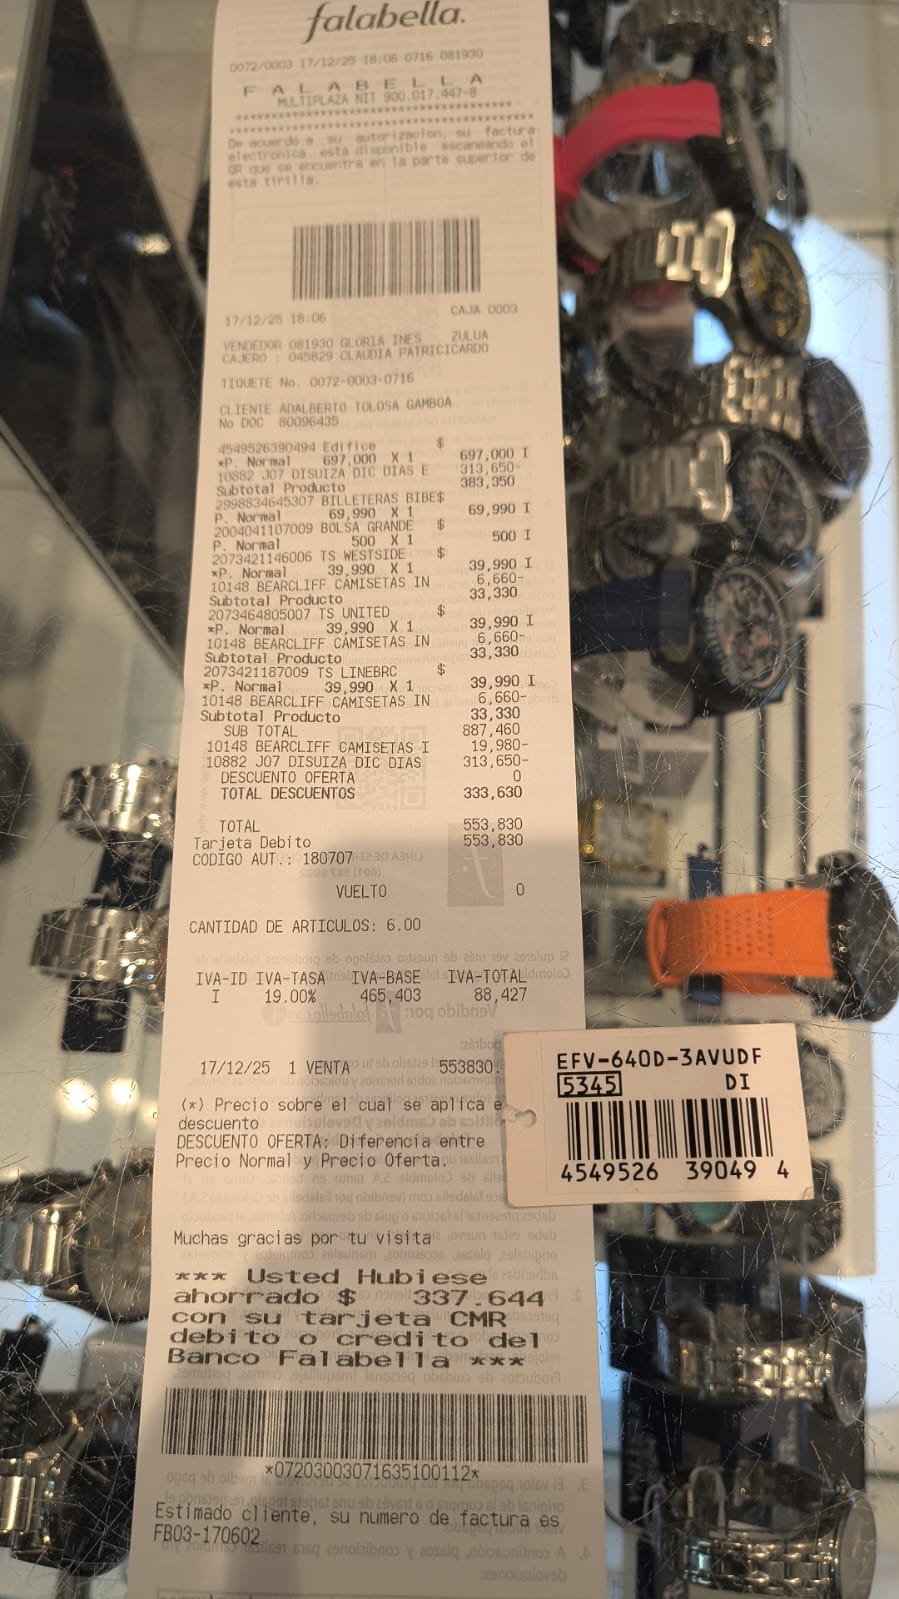 falabella.
0072/0003 17/12/25 18:06 0716 081930
F A L A B E L L A
MULTIPLAZA NIT 900.017.447-8
De acuerdo a su autorizacion, su factura
electronica esta disponible escaneando el
QR que se encuentra en la parte superior de
esta tirilla.
17/12/25 18:06 CAJA 0003
VENDEDOR 081930 GLORIA INES ZULUA
CAJERO : 045829 CLAUDIA PATRICICARDO
TIQUETE No. 0072-0003-0716
CLIENTE ADALBERTO TOLOSA GAMBOA
No DOC 80096435
4549526390494 Edifice $
*P. Normal 697,000 X 1 697,000 I
10882 J07 DISUIZA DIC DIAS E 313,650-
Subtotal Producto 383,350
2998834645307 BILLETERAS BIBE$
P. Normal 69,990 X 1 69,990 I
2004041107009 BOLSA GRANDE $
P. Normal 500 X 1 500 I
2073421146006 TS WESTSIDE $
*P. Normal 39,990 X 1 39,990 I
10148 BEARCLIFF CAMISETAS IN 6,660-
Subtotal Producto 33,330
2073464805007 TS UNITED $
*P. Normal 39,990 X 1 39,990 I
10148 BEARCLIFF CAMISETAS IN 6,660-
Subtotal Producto 33,330
2073421187009 TS LINEBRC $
*P. Normal 39,990 X 1 39,990 I
10148 BEARCLIFF CAMISETAS IN 6,660-
Subtotal Producto 33,330
SUB TOTAL 887,460
10148 BEARCLIFF CAMISETAS I 19,980-
10882 J07 DISUIZA DIC DIAS 313,650-
DESCUENTO OFERTA 0
TOTAL DESCUENTOS 333,630
TOTAL 553,830
Tarjeta Debito 553,830
CODIGO AUT.: 180707
VUELTO 0
CANTIDAD DE ARTICULOS: 6.00
IVA-ID IVA-TASA IVA-BASE IVA-TOTAL
I 19.00% 465,403 88,427
17/12/25 1 VENTA 553830.
(*) Precio sobre el cual se aplica e
descuento
DESCUENTO OFERTA: Diferencia entre
Precio Normal y Precio Oferta.
Muchas gracias por tu visita
*** Usted Hubiese
ahorrado $ 337.644
con su tarjeta CMR
debito o credito del
Banco Falabella ***
*07203003071635100112*
Estimado cliente, su numero de factura es
FB03-170602
EFV-640D-3AVUDF
5345 DI
4549526 39049 4